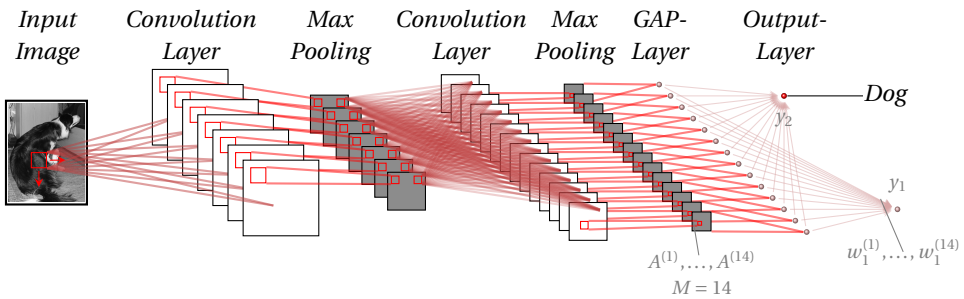 Input Image
Convolution Layer
Max Pooling
Convolution Layer
Max Pooling
GAP-Layer
Output-Layer
Dog
y₂
y₁
w₁⁽¹⁾,…, w₁⁽¹⁴⁾
A⁽¹⁾,…, A⁽¹⁴⁾
M = 14